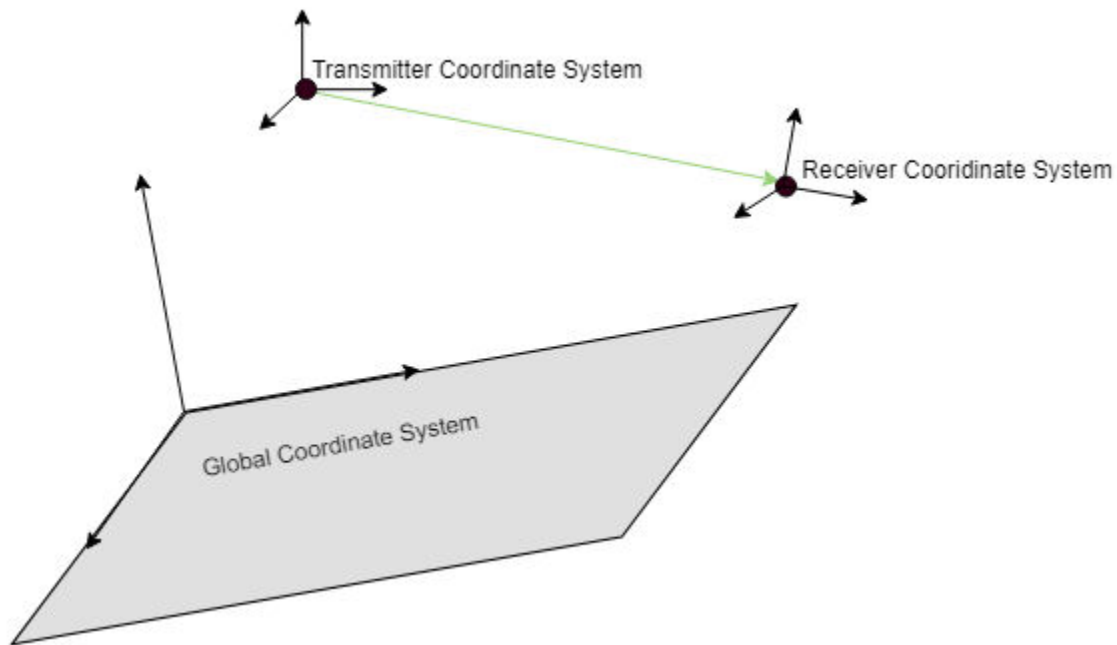 Transmitter Coordinate System
Receiver Cooridinate System
Global Coordinate System